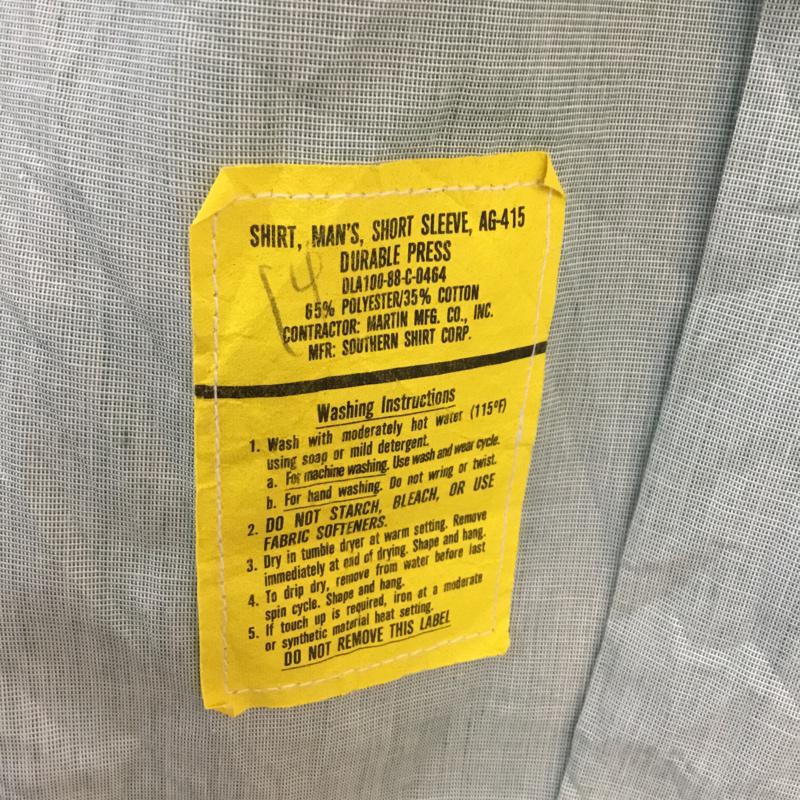 SHIRT, MAN'S, SHORT SLEEVE, AG-415
DURABLE PRESS
DLA100-88-C-0464
65% POLYESTER/35% COTTON
CONTRACTOR: MARTIN MFG. CO., INC.
MFR: SOUTHERN SHIRT CORP.
14
Washing Instructions
1. Wash with moderately hot water (115°F)
using soap or mild detergent.
a. For machine washing. Use wash and wear cycle.
b. For hand washing. Do not wring or twist.
2. DO NOT STARCH, BLEACH, OR USE
FABRIC SOFTENERS.
3. Dry in tumble dryer at warm setting. Remove
immediately at end of drying. Shape and hang.
4. To drip dry, remove from water before last
spin cycle. Shape and hang.
5. If touch up is required, iron at a moderate
or synthetic material heat setting.
DO NOT REMOVE THIS LABEL